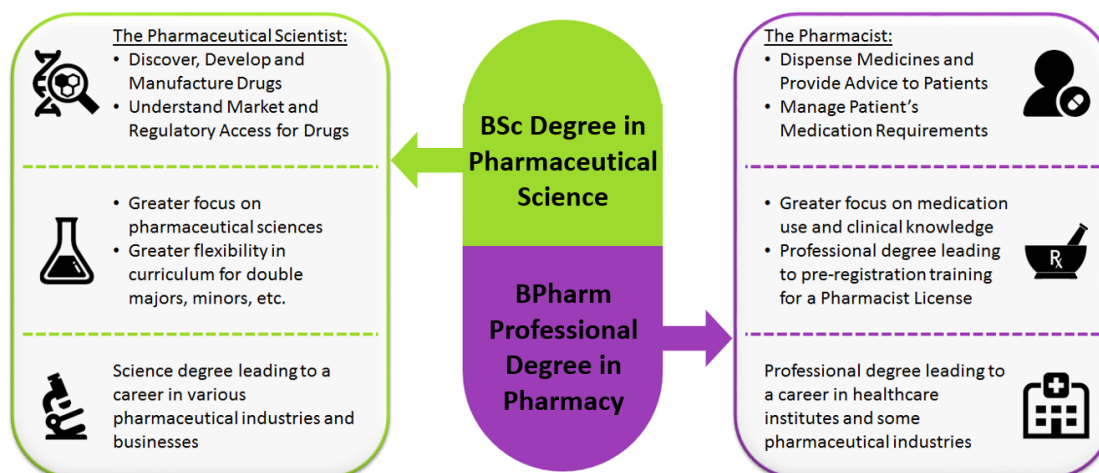 The Pharmaceutical Scientist:
• Discover, Develop and
Manufacture Drugs
• Understand Market and
Regulatory Access for Drugs
• Greater focus on
pharmaceutical sciences
• Greater flexibility in
curriculum for double
majors, minors, etc.
Science degree leading to a
career in various
pharmaceutical industries and
businesses
BSc Degree in
Pharmaceutical
Science
BPharm
Professional
Degree in
Pharmacy
The Pharmacist:
• Dispense Medicines and
Provide Advice to Patients
• Manage Patient's
Medication Requirements
• Greater focus on medication
use and clinical knowledge
• Professional degree leading
to pre-registration training
for a Pharmacist License
Rx
Professional degree leading to
a career in healthcare
institutes and some
pharmaceutical industries